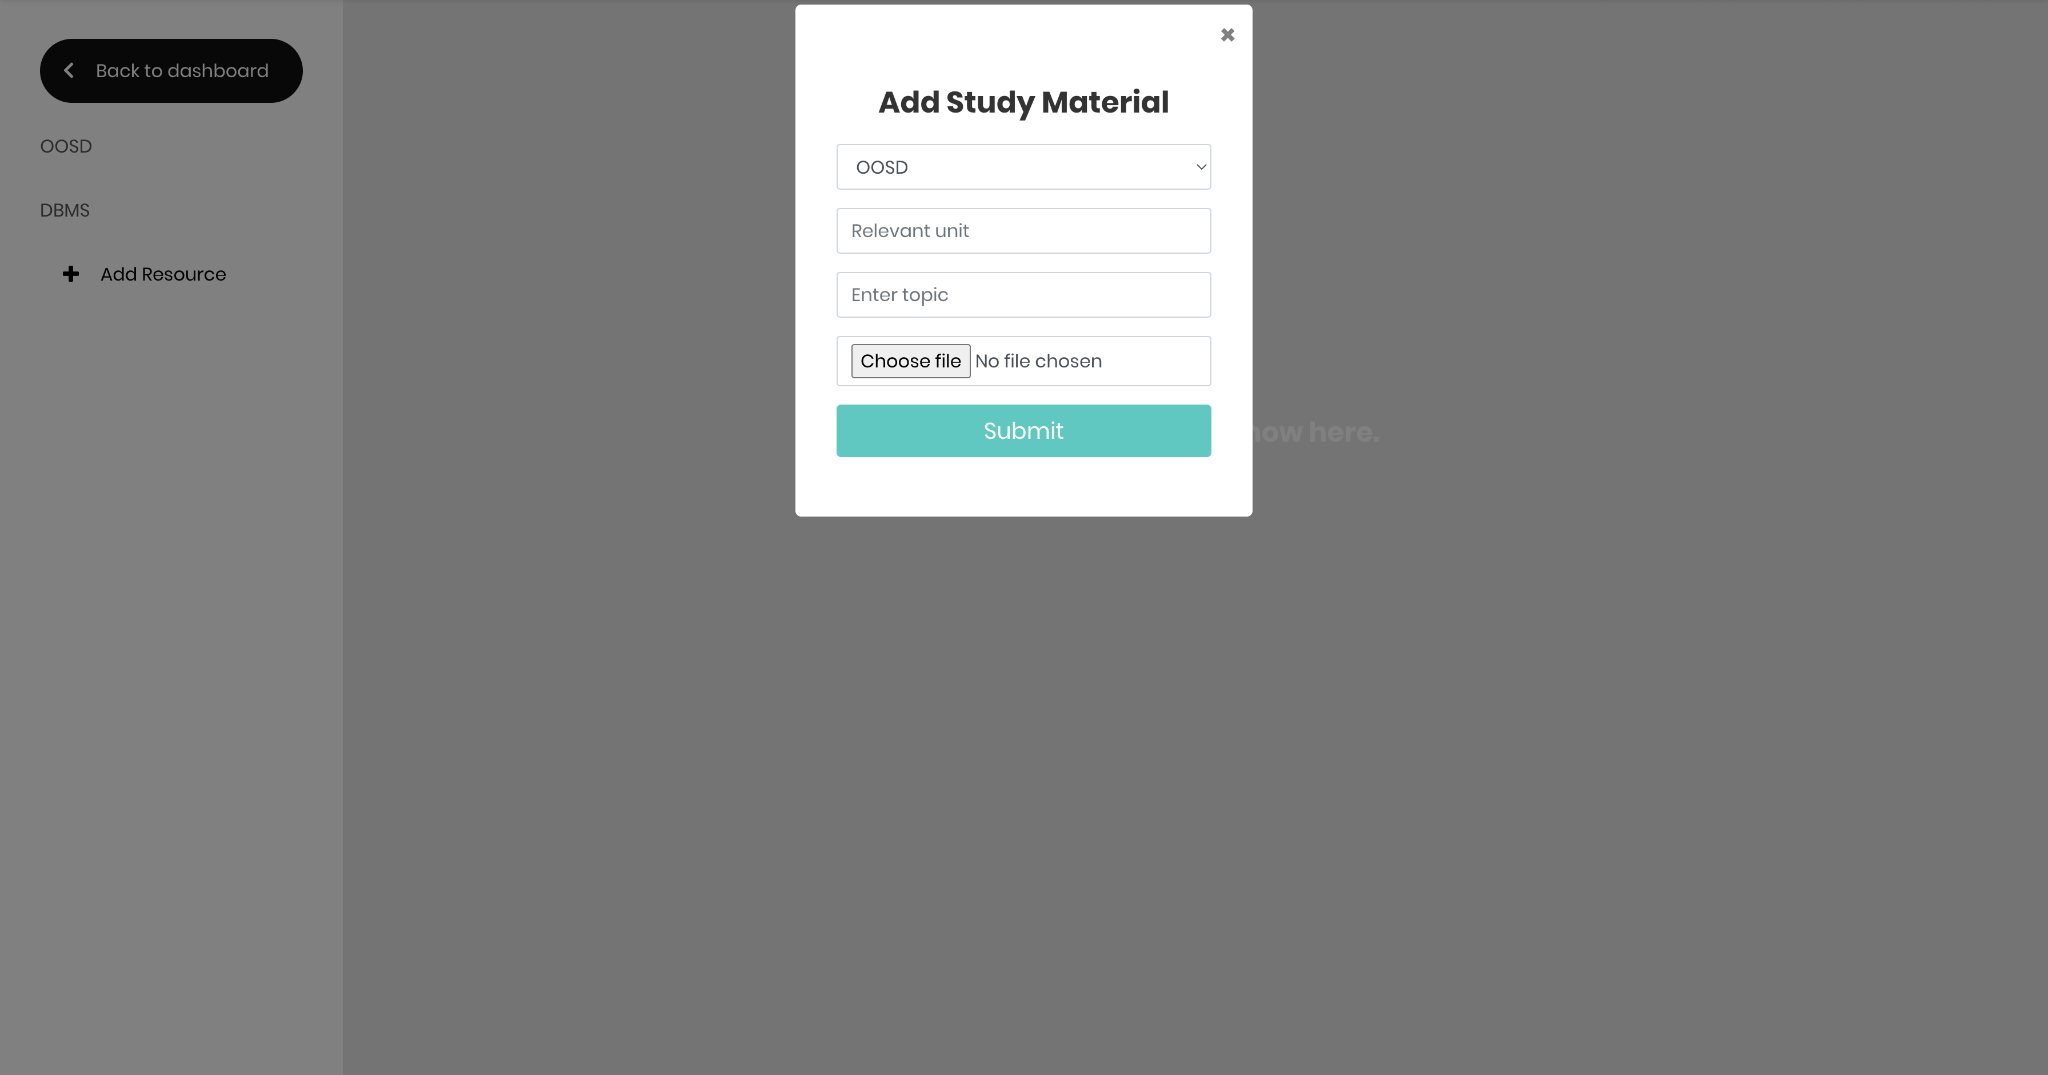 Back to dashboard
OOSD
DBMS
Add Resource
Add Study Material
OOSD
Relevant unit
Enter topic
Choose file No file chosen
Submit
here.